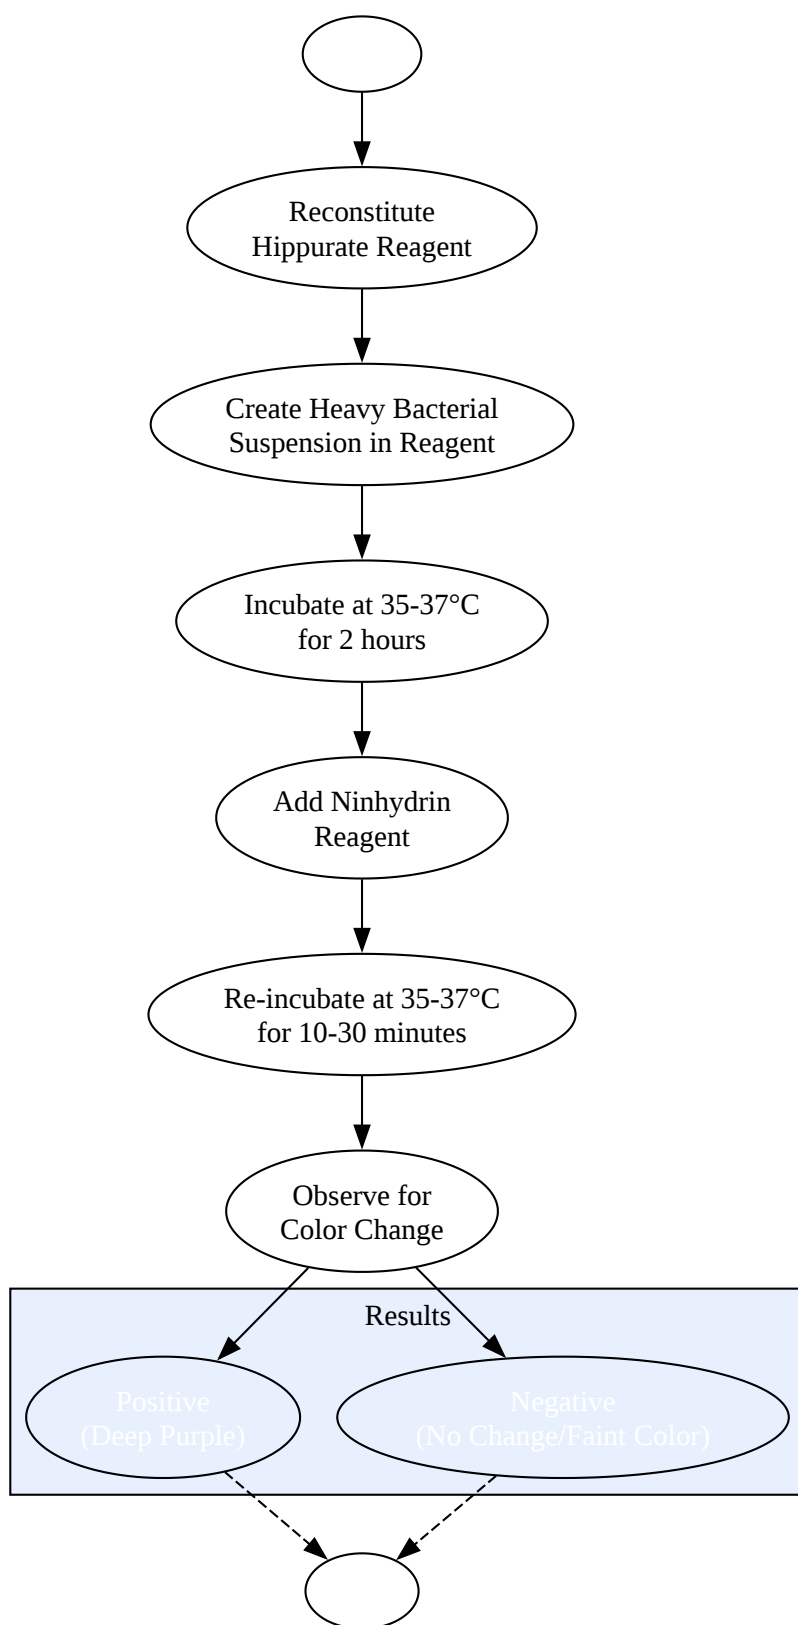 Reconstitute
Hippurate Reagent
Create Heavy Bacterial
Suspension in Reagent
Incubate at 35-37°C
for 2 hours
Add Ninhydrin
Reagent
Re-incubate at 35-37°C
for 10-30 minutes
Observe for
Color Change
Results
Positive
(Deep Purple)
Negative
(No Change/Faint Color)